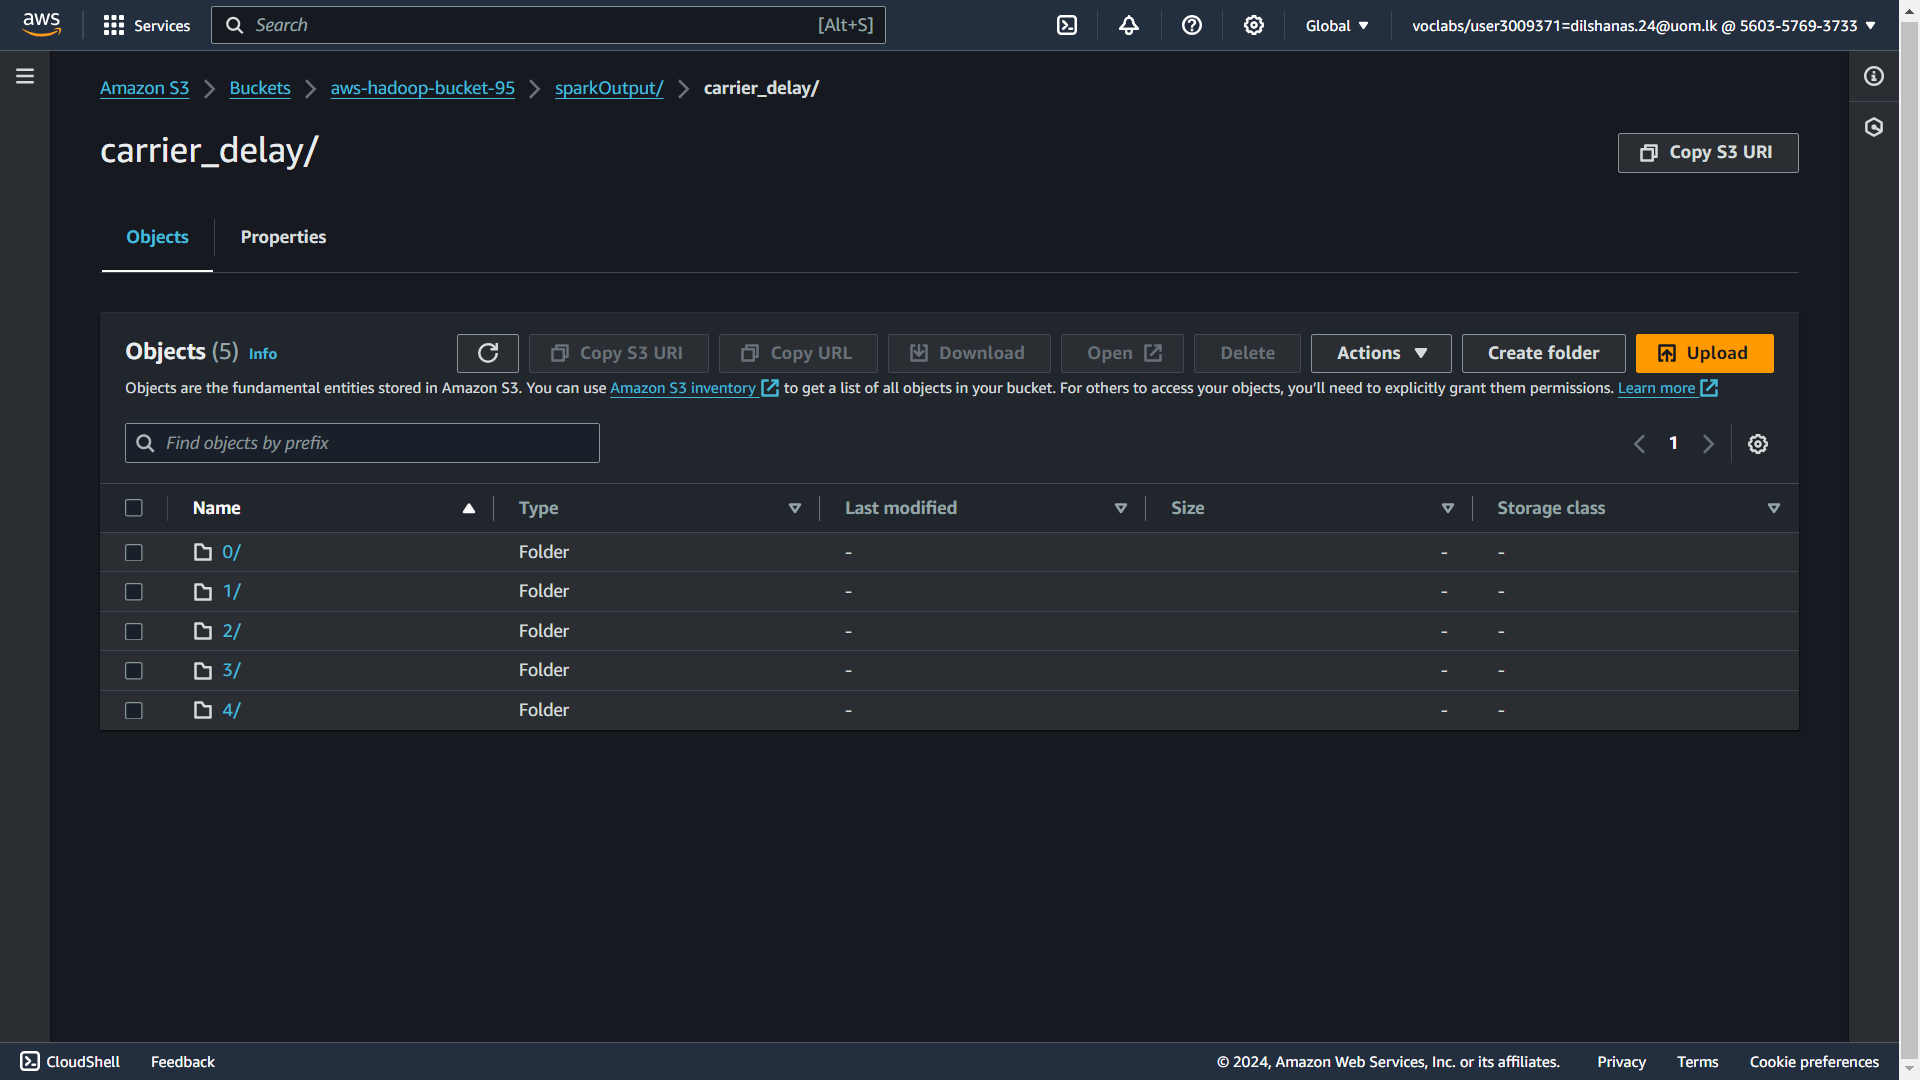 aws
Services
Search [Alt+S]
Global
voclabs/user3009371=dilshanas.24@uom.lk @ 5603-5769-3733
Amazon S3 Buckets aws-hadoop-bucket-95 sparkOutput/ carrier_delay/
carrier_delay/
Copy S3 URI
Objects Properties
Objects (5) Info
Copy S3 URI Copy URL Download Open Delete Actions Create folder Upload
Objects are the fundamental entities stored in Amazon S3. You can use Amazon S3 inventory to get a list of all objects in your bucket. For others to access your objects, you'll need to explicitly grant them permissions. Learn more
Find objects by prefix
1
Name Type Last modified Size Storage class
0/ Folder - - -
1/ Folder - - -
2/ Folder - - -
3/ Folder - - -
4/ Folder - - -
CloudShell Feedback © 2024, Amazon Web Services, Inc. or its affiliates. Privacy Terms Cookie preferences